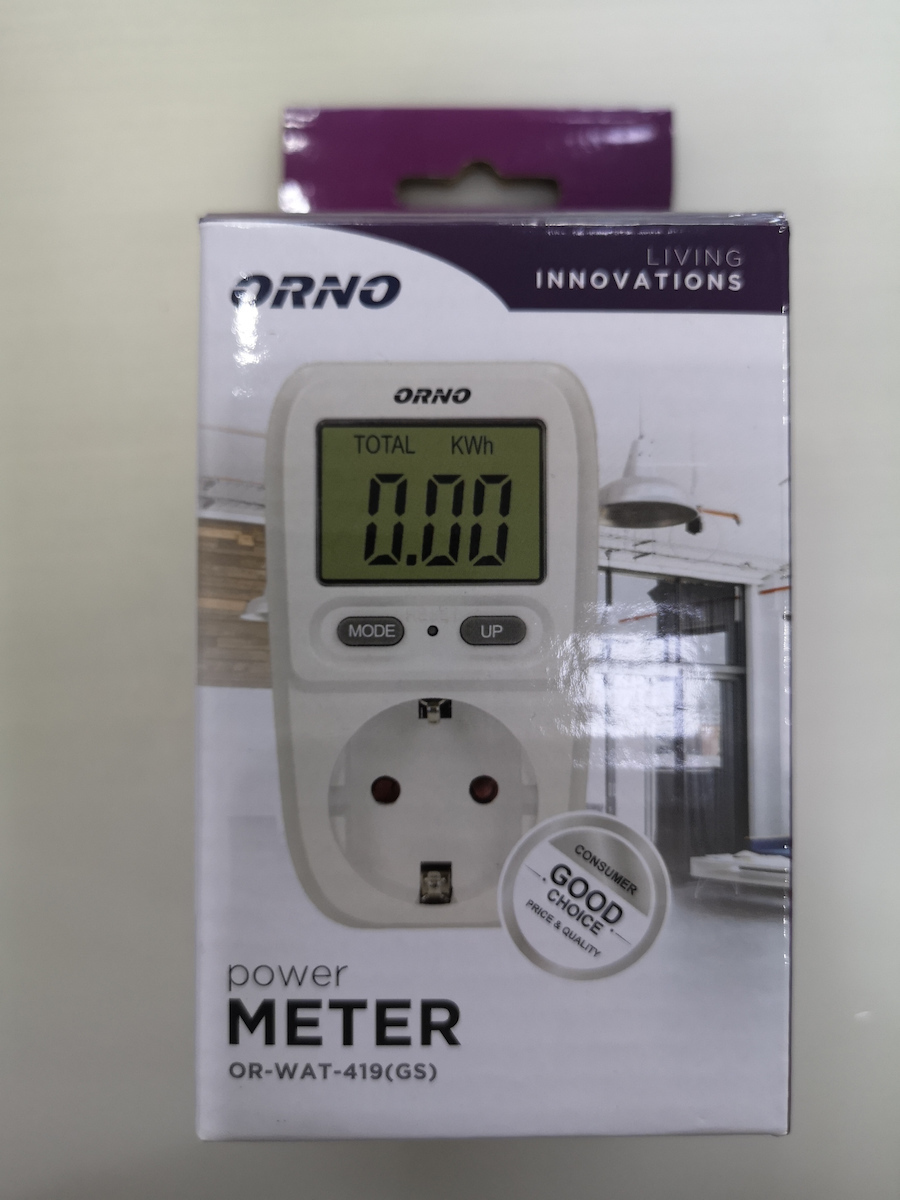 LIVING
INNOVATIONS
ORNO
ORNO
TOTAL KWh
0.00
MODE UP
CONSUMER
GOOD
CHOICE
PRICE & QUALITY
power
METER
OR-WAT-419(GS)